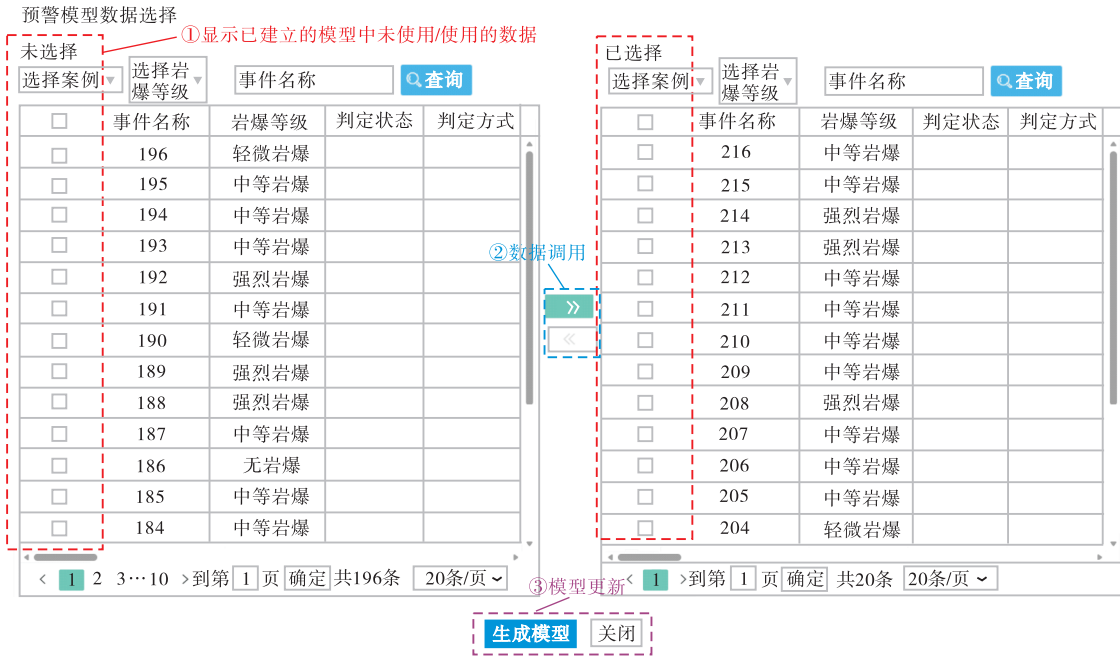 预警模型数据选择
①显示已建立的模型中未使用/使用的数据
未选择
选择案例 选择岩爆等级 事件名称 查询
事件名称 岩爆等级 判定状态 判定方式
196 轻微岩爆
195 中等岩爆
194 中等岩爆
193 中等岩爆
192 强烈岩爆
191 中等岩爆
190 轻微岩爆
189 强烈岩爆
188 强烈岩爆
187 中等岩爆
186 无岩爆
185 中等岩爆
184 中等岩爆
< 1 2 3…10 >到第 1 页 确定 共196条 20条/页
②数据调用
»
«
已选择
选择案例 选择岩爆等级 事件名称 查询
事件名称 岩爆等级 判定状态 判定方式
216 中等岩爆
215 中等岩爆
214 强烈岩爆
213 强烈岩爆
212 中等岩爆
211 中等岩爆
210 中等岩爆
209 中等岩爆
208 强烈岩爆
207 中等岩爆
206 中等岩爆
205 中等岩爆
204 轻微岩爆
< 1 >到第 1 页 确定 共20条 20条/页
③模型更新
生成模型 关闭